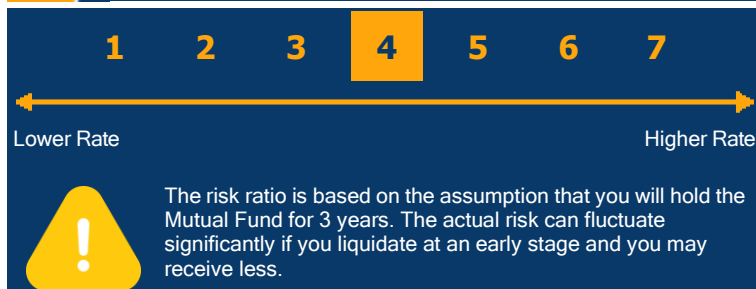 1 2 3 4 5 6 7
Lower Rate Higher Rate
The risk ratio is based on the assumption that you will hold the
Mutual Fund for 3 years. The actual risk can fluctuate
significantly if you liquidate at an early stage and you may
receive less.